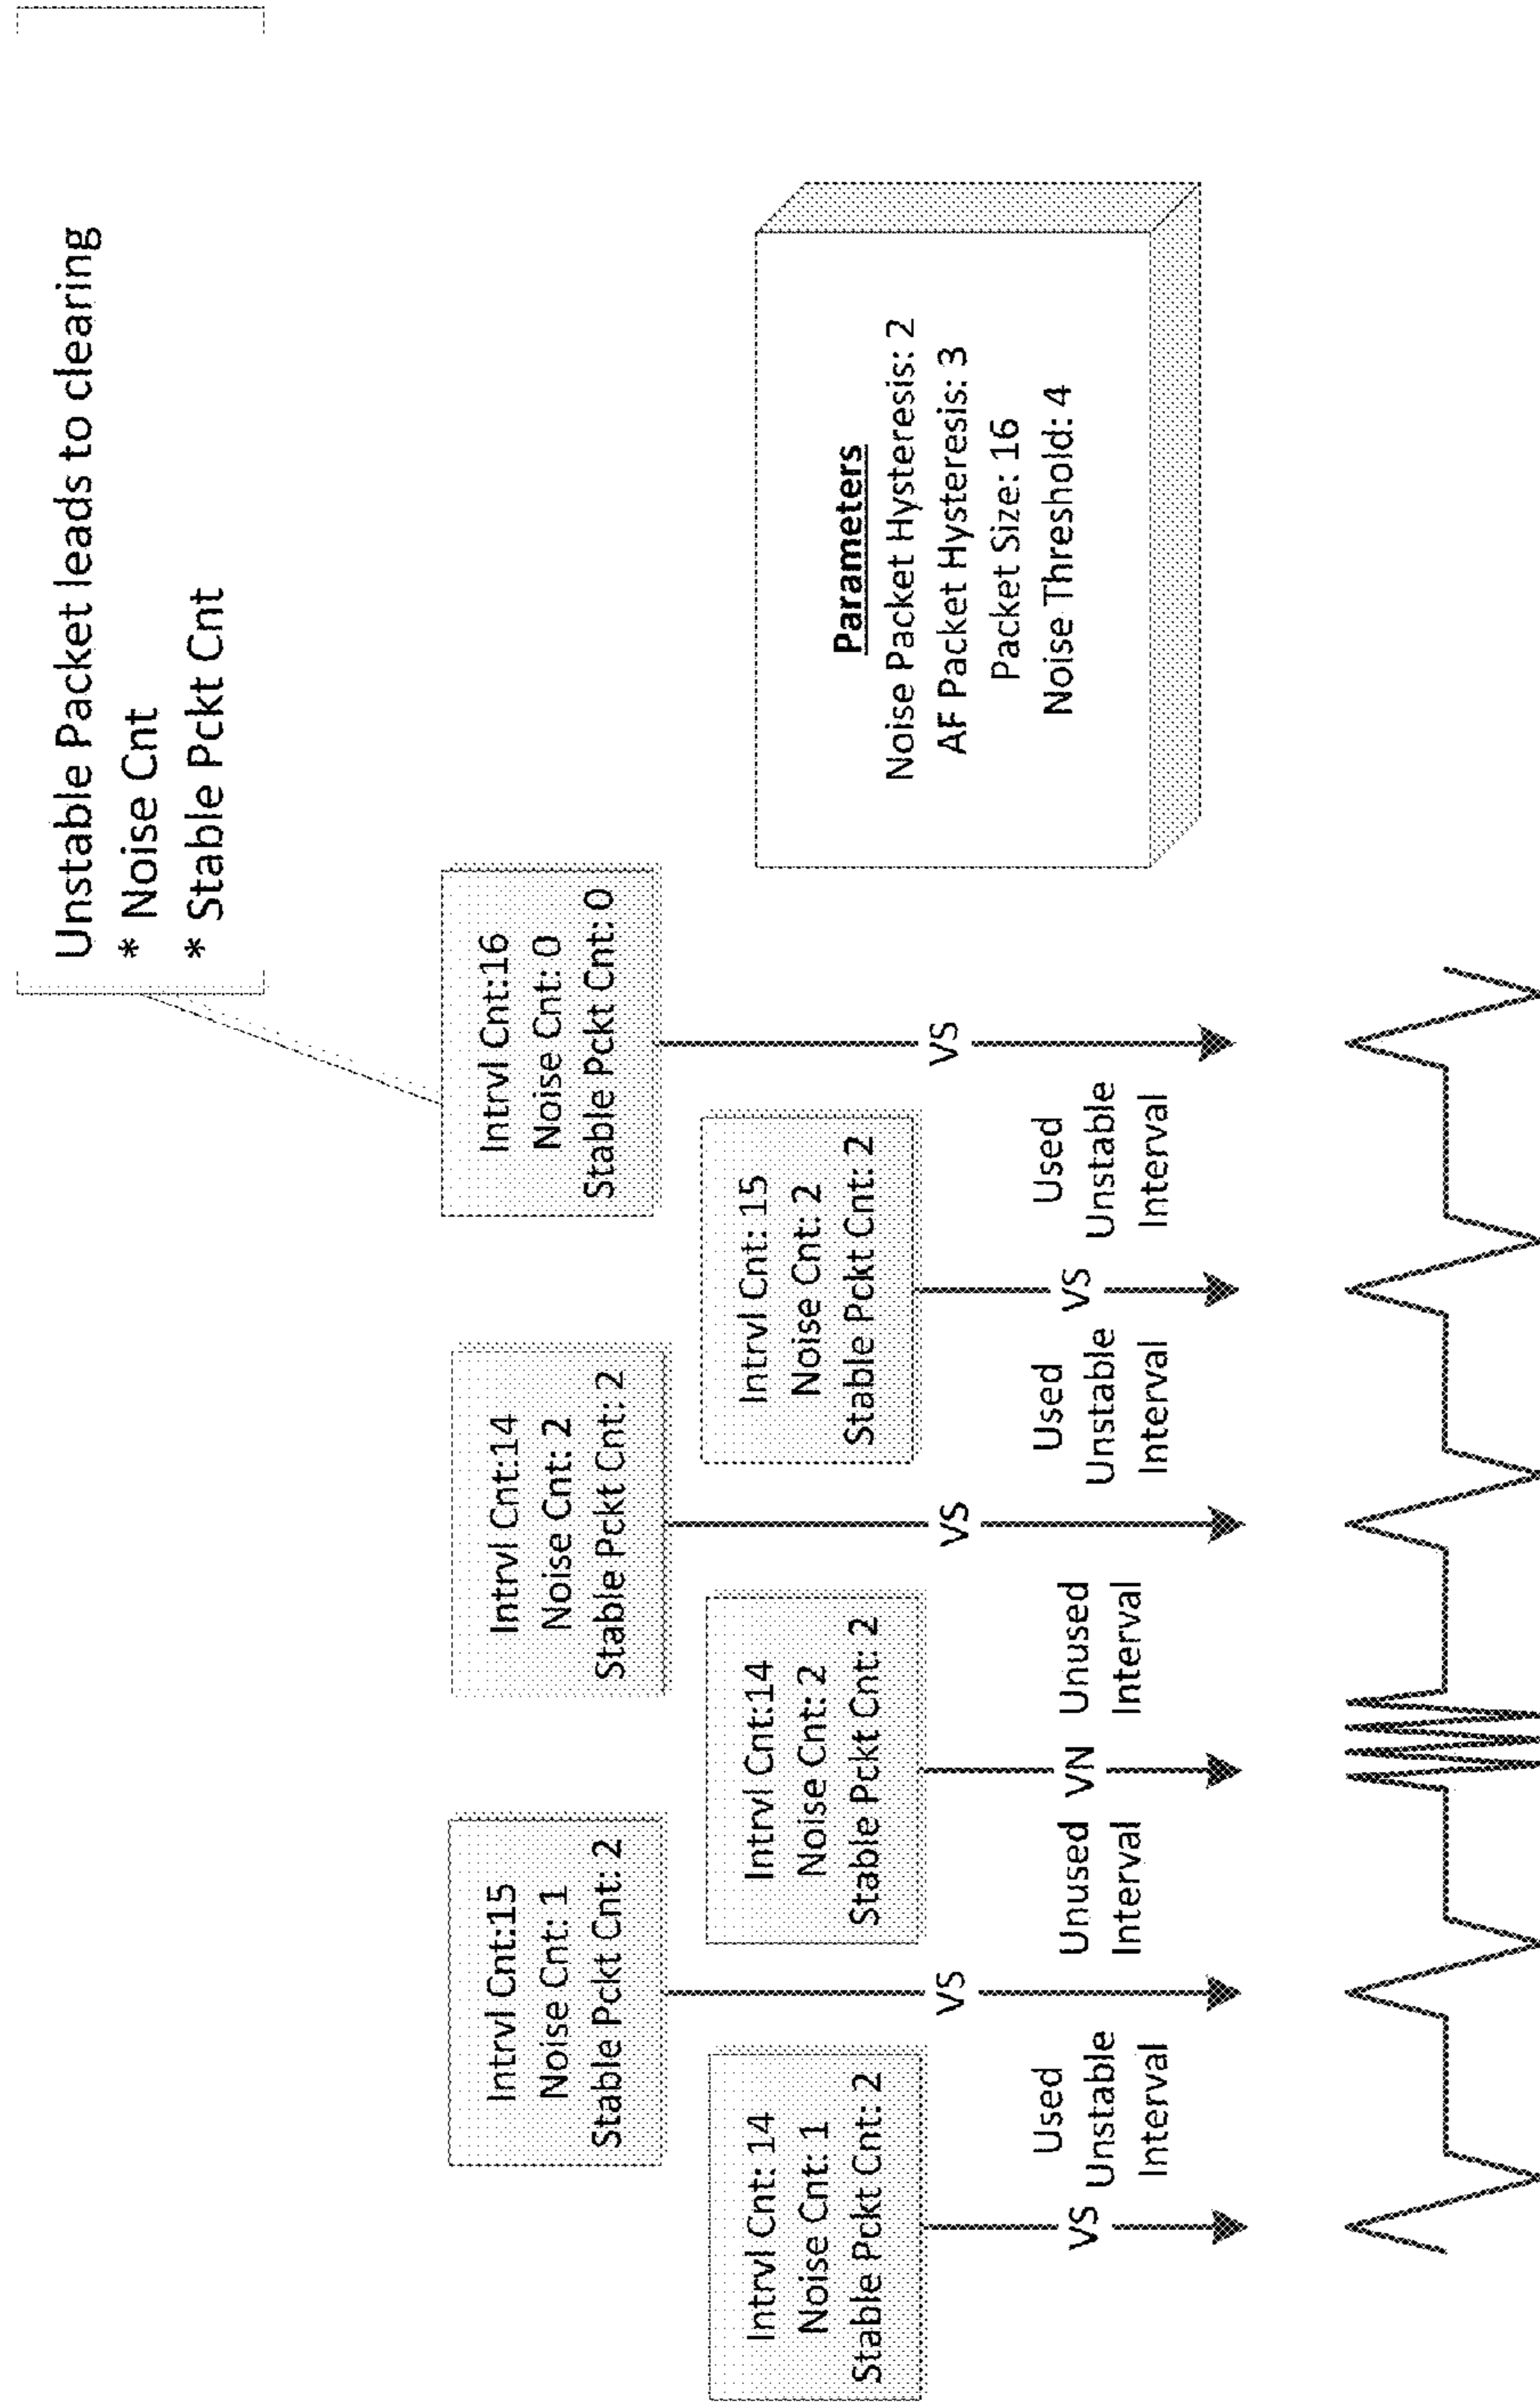 Unstable Packet leads to clearing
* Noise Cnt
* Stable Pckt Cnt
Intrvl Cnt: 14
Noise Cnt: 1
Stable Pckt Cnt: 2
Intrvl Cnt:15
Noise Cnt: 1
Stable Pckt Cnt: 2
Intrvl Cnt:14
Noise Cnt: 2
Stable Pckt Cnt: 2
Intrvl Cnt:14
Noise Cnt: 2
Stable Pckt Cnt: 2
Intrvl Cnt: 15
Noise Cnt: 2
Stable Pckt Cnt: 2
Intrvl Cnt:16
Noise Cnt: 0
Stable Pckt Cnt: 0
VS
Used
Unstable
Interval
VS
Unused
Interval
VN
Unused
Interval
VS
Used
Unstable
Interval
VS
Used
Unstable
Interval
VS
Parameters
Noise Packet Hysteresis: 2
AF Packet Hysteresis: 3
Packet Size: 16
Noise Threshold: 4